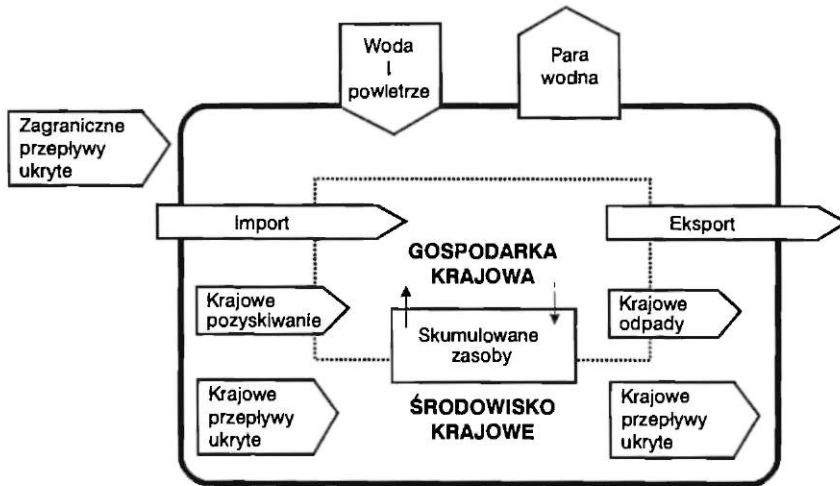 Woda
i
powietrze
Para
wodna
Zagraniczne
przepływy
ukryte
Import
Eksport
GOSPODARKA
KRAJOWA
Krajowe
pozyskiwanie
Krajowe
odpady
Skumulowane
zasoby
Krajowe
przepływy
ukryte
ŚRODOWISKO
KRAJOWE
Krajowe
przepływy
ukryte